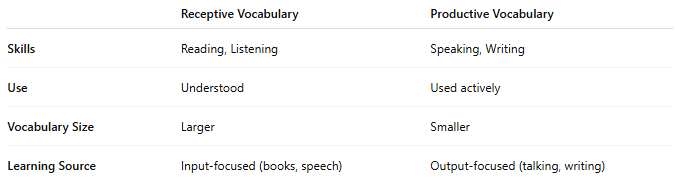 Receptive Vocabulary Productive Vocabulary
Skills Reading, Listening Speaking, Writing
Use Understood Used actively
Vocabulary Size Larger Smaller
Learning Source Input-focused (books, speech) Output-focused (talking, writing)